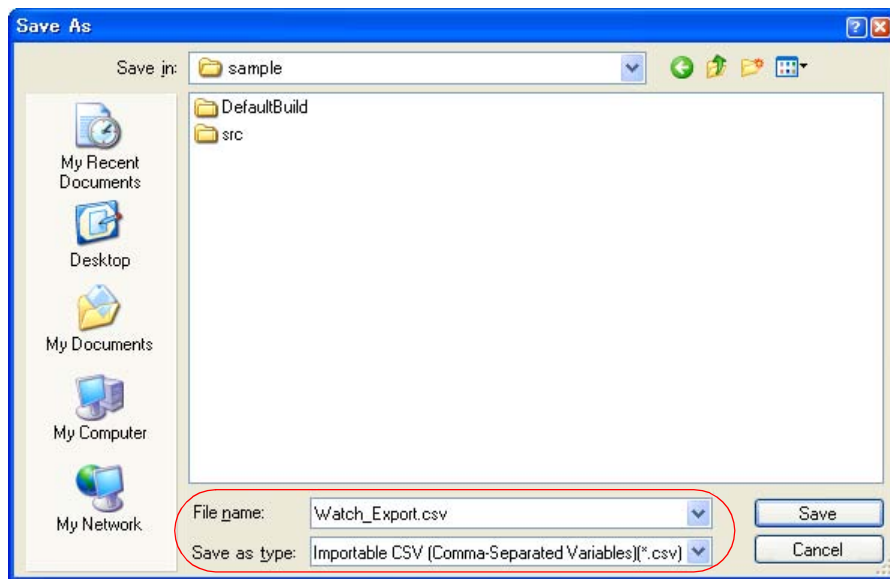 Save As
Save in:
sample
My Recent
Documents
Desktop
My Documents
My Computer
My Network
DefaultBuild
src
File name:
Watch_Export.csv
Save
Save as type:
Importable CSV (Comma-Separated Variables)(*.csv)
Cancel